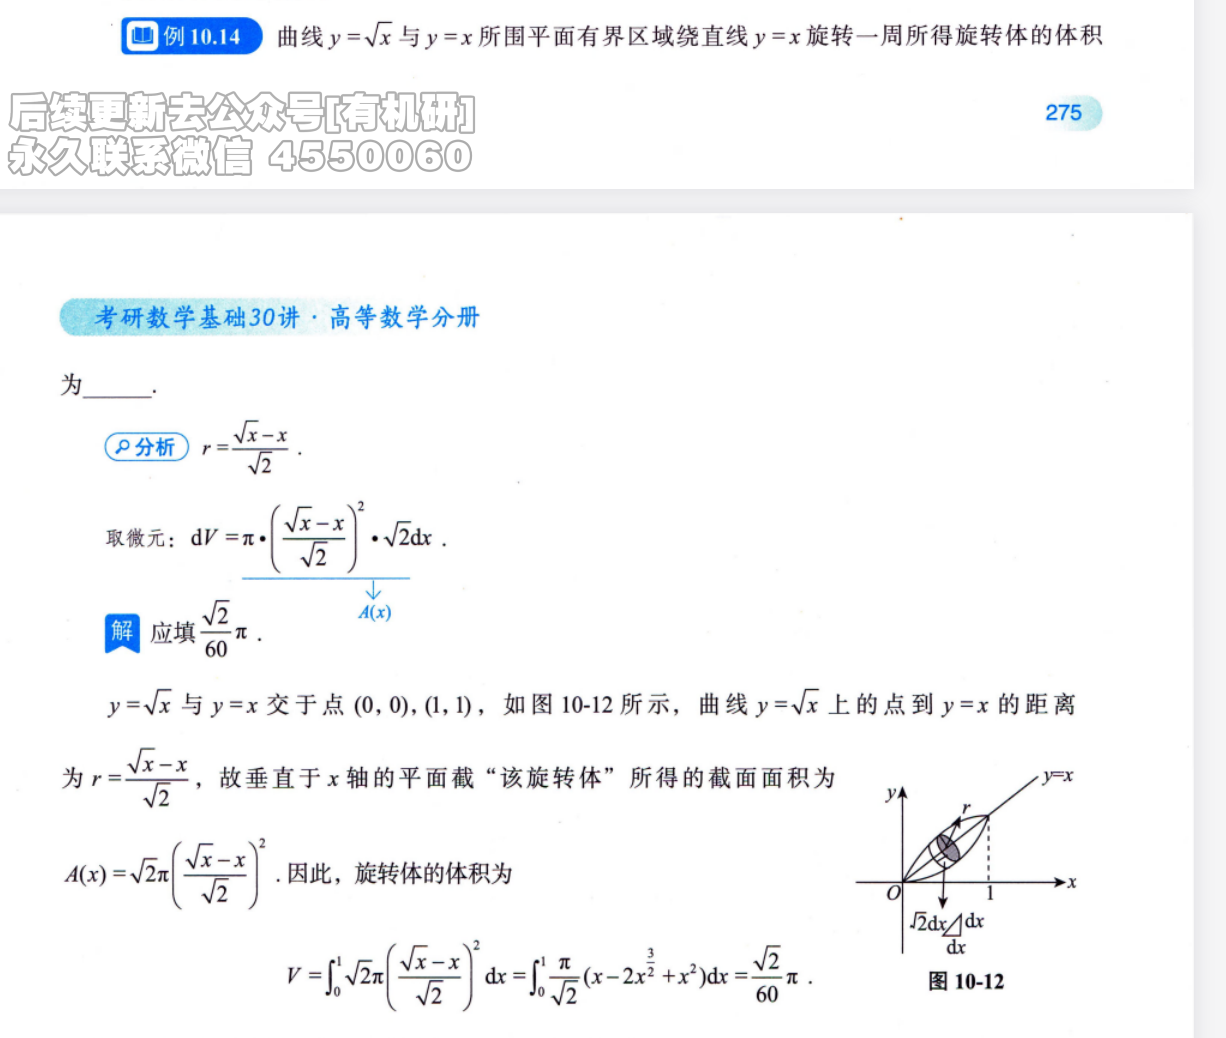 例 10.14 曲线 y=√x 与 y=x 所围平面有界区域绕直线 y=x 旋转一周所得旋转体的体积
275
后续更新去公众号[有机研]
永久联系微信 4550060
考研数学基础30讲·高等数学分册
为______.
分析 r=(√x-x)/√2.
取微元：dV=π•((√x-x)/√2)²•√2dx.
A(x)
解 应填 (√2/60)π.
y=√x 与 y=x 交于点 (0, 0), (1, 1)，如图 10-12 所示，曲线 y=√x 上的点到 y=x 的距离
为 r=(√x-x)/√2，故垂直于 x 轴的平面截“该旋转体”所得的截面面积为
A(x)=√2π((√x-x)/√2)².因此，旋转体的体积为
V=∫₀¹√2π((√x-x)/√2)²dx=∫₀¹(π/√2)(x-2x^(3/2)+x²)dx=(√2/60)π.
y=x
y
r
O
1
x
√2dx
dx
dx
图 10-12